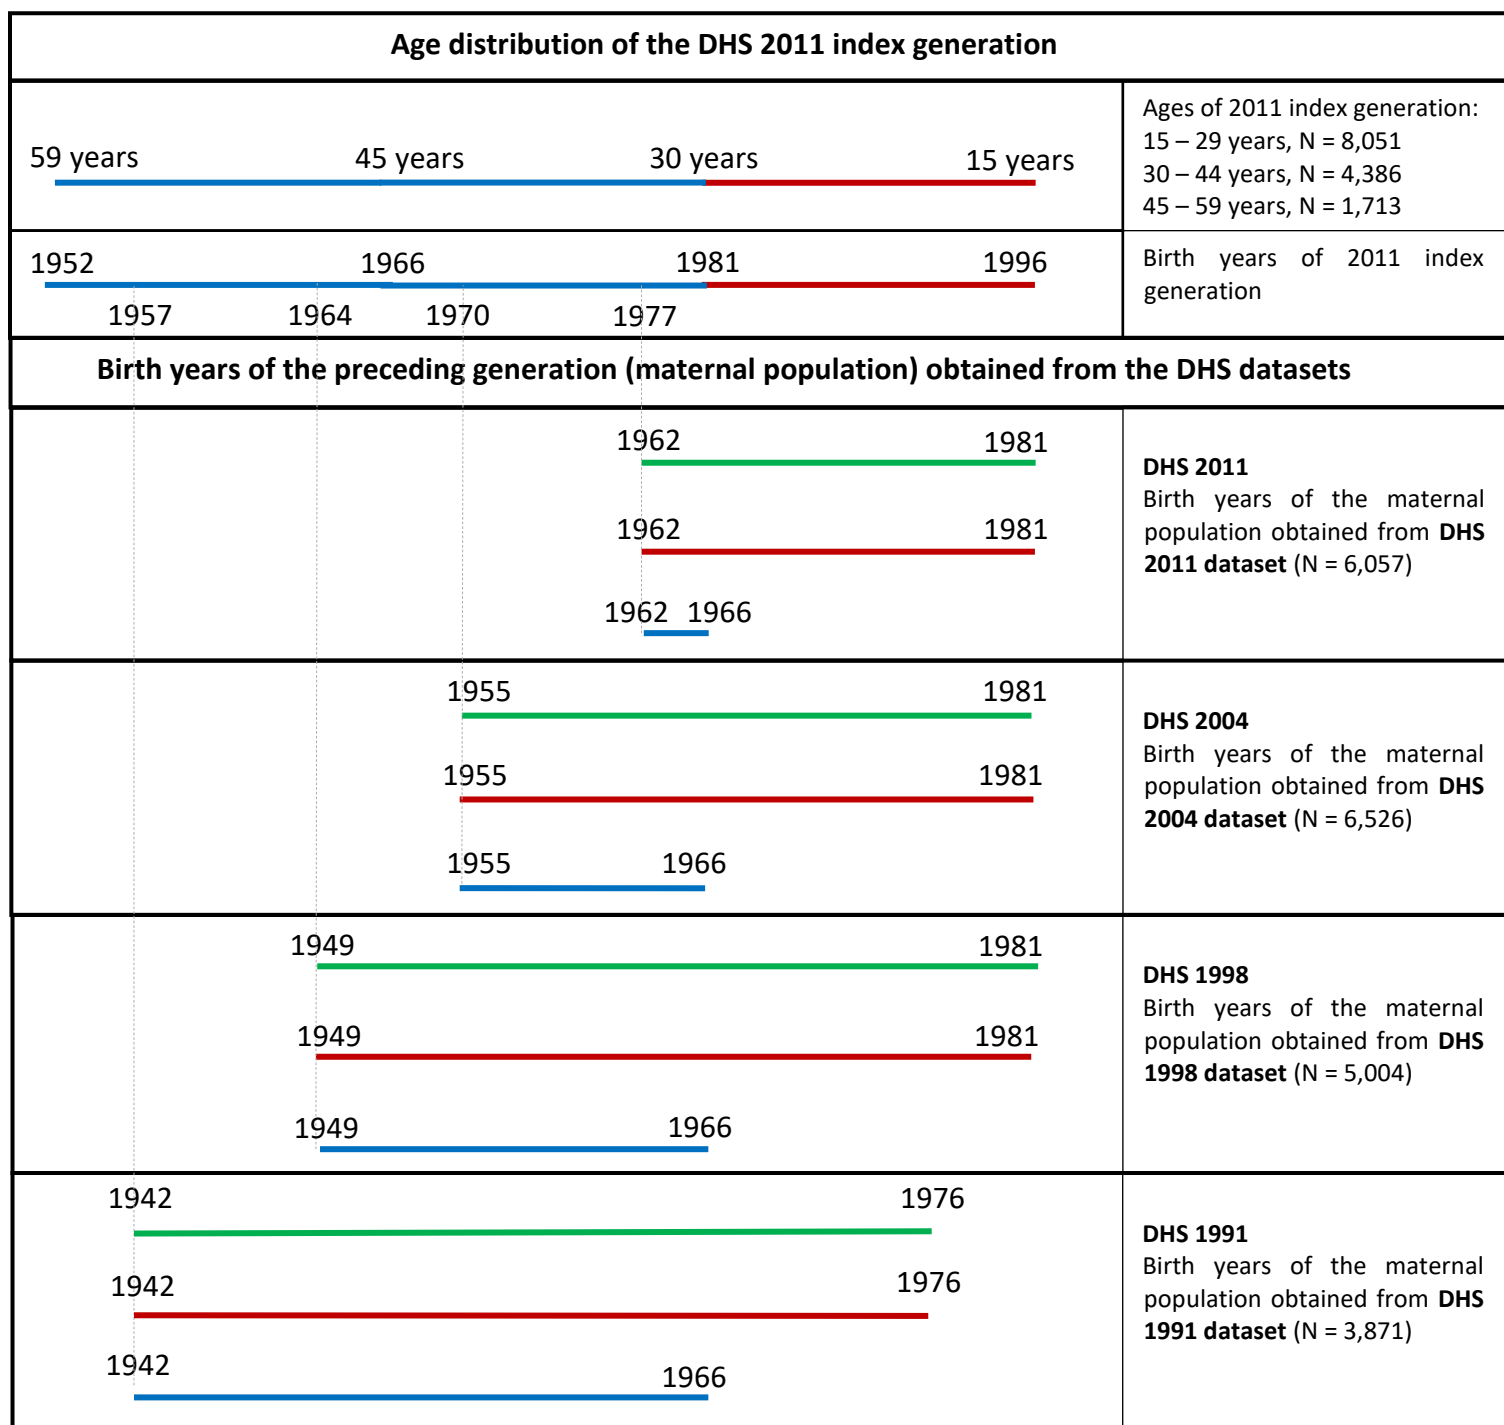 Age distribution of the DHS 2011 index generation
59 years 45 years 30 years 15 years
Ages of 2011 index generation:
15 – 29 years, N = 8,051
30 – 44 years, N = 4,386
45 – 59 years, N = 1,713
1952 1966 1981 1996
1957 1964 1970 1977
Birth years of 2011 index
generation
Birth years of the preceding generation (maternal population) obtained from the DHS datasets
1962 1981
1962 1981
1962 1966
DHS 2011
Birth years of the maternal
population obtained from DHS
2011 dataset (N = 6,057)
1955 1981
1955 1981
1955 1966
DHS 2004
Birth years of the maternal
population obtained from DHS
2004 dataset (N = 6,526)
1949 1981
1949 1981
1949 1966
DHS 1998
Birth years of the maternal
population obtained from DHS
1998 dataset (N = 5,004)
1942 1976
1942 1976
1942 1966
DHS 1991
Birth years of the maternal
population obtained from DHS
1991 dataset (N = 3,871)